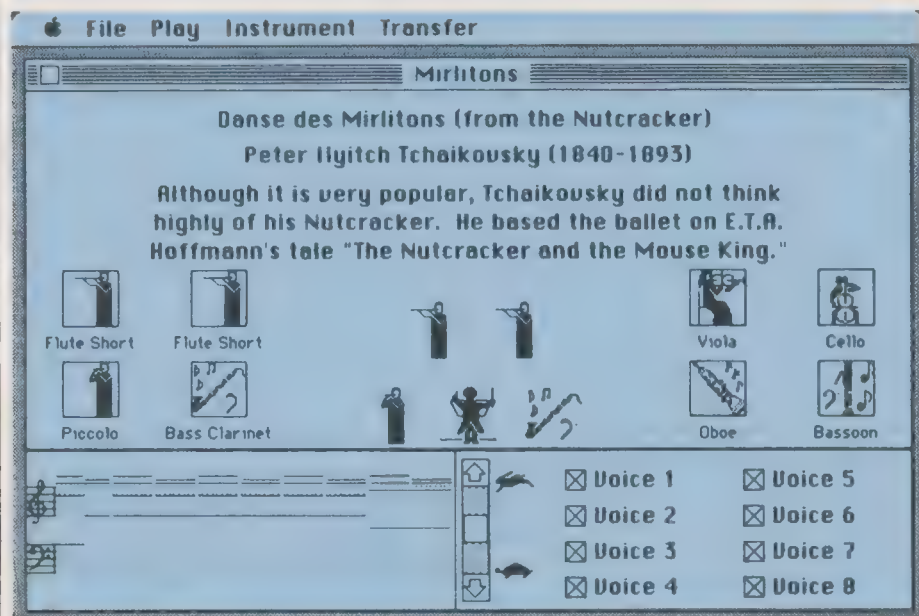 File Play Instrument Transfer
Mirlitons
Danse des Mirlitons (from the Nutcracker)
Peter Ilyitch Tchaikovsky (1840-1893)
Although it is very popular, Tchaikovsky did not think
highly of his Nutcracker. He based the ballet on E.T.A.
Hoffmann's tale "The Nutcracker and the Mouse King."
Flute Short Flute Short Viola Cello
Piccolo Bass Clarinet Oboe Bassoon
Voice 1 Voice 5
Voice 2 Voice 6
Voice 3 Voice 7
Voice 4 Voice 8